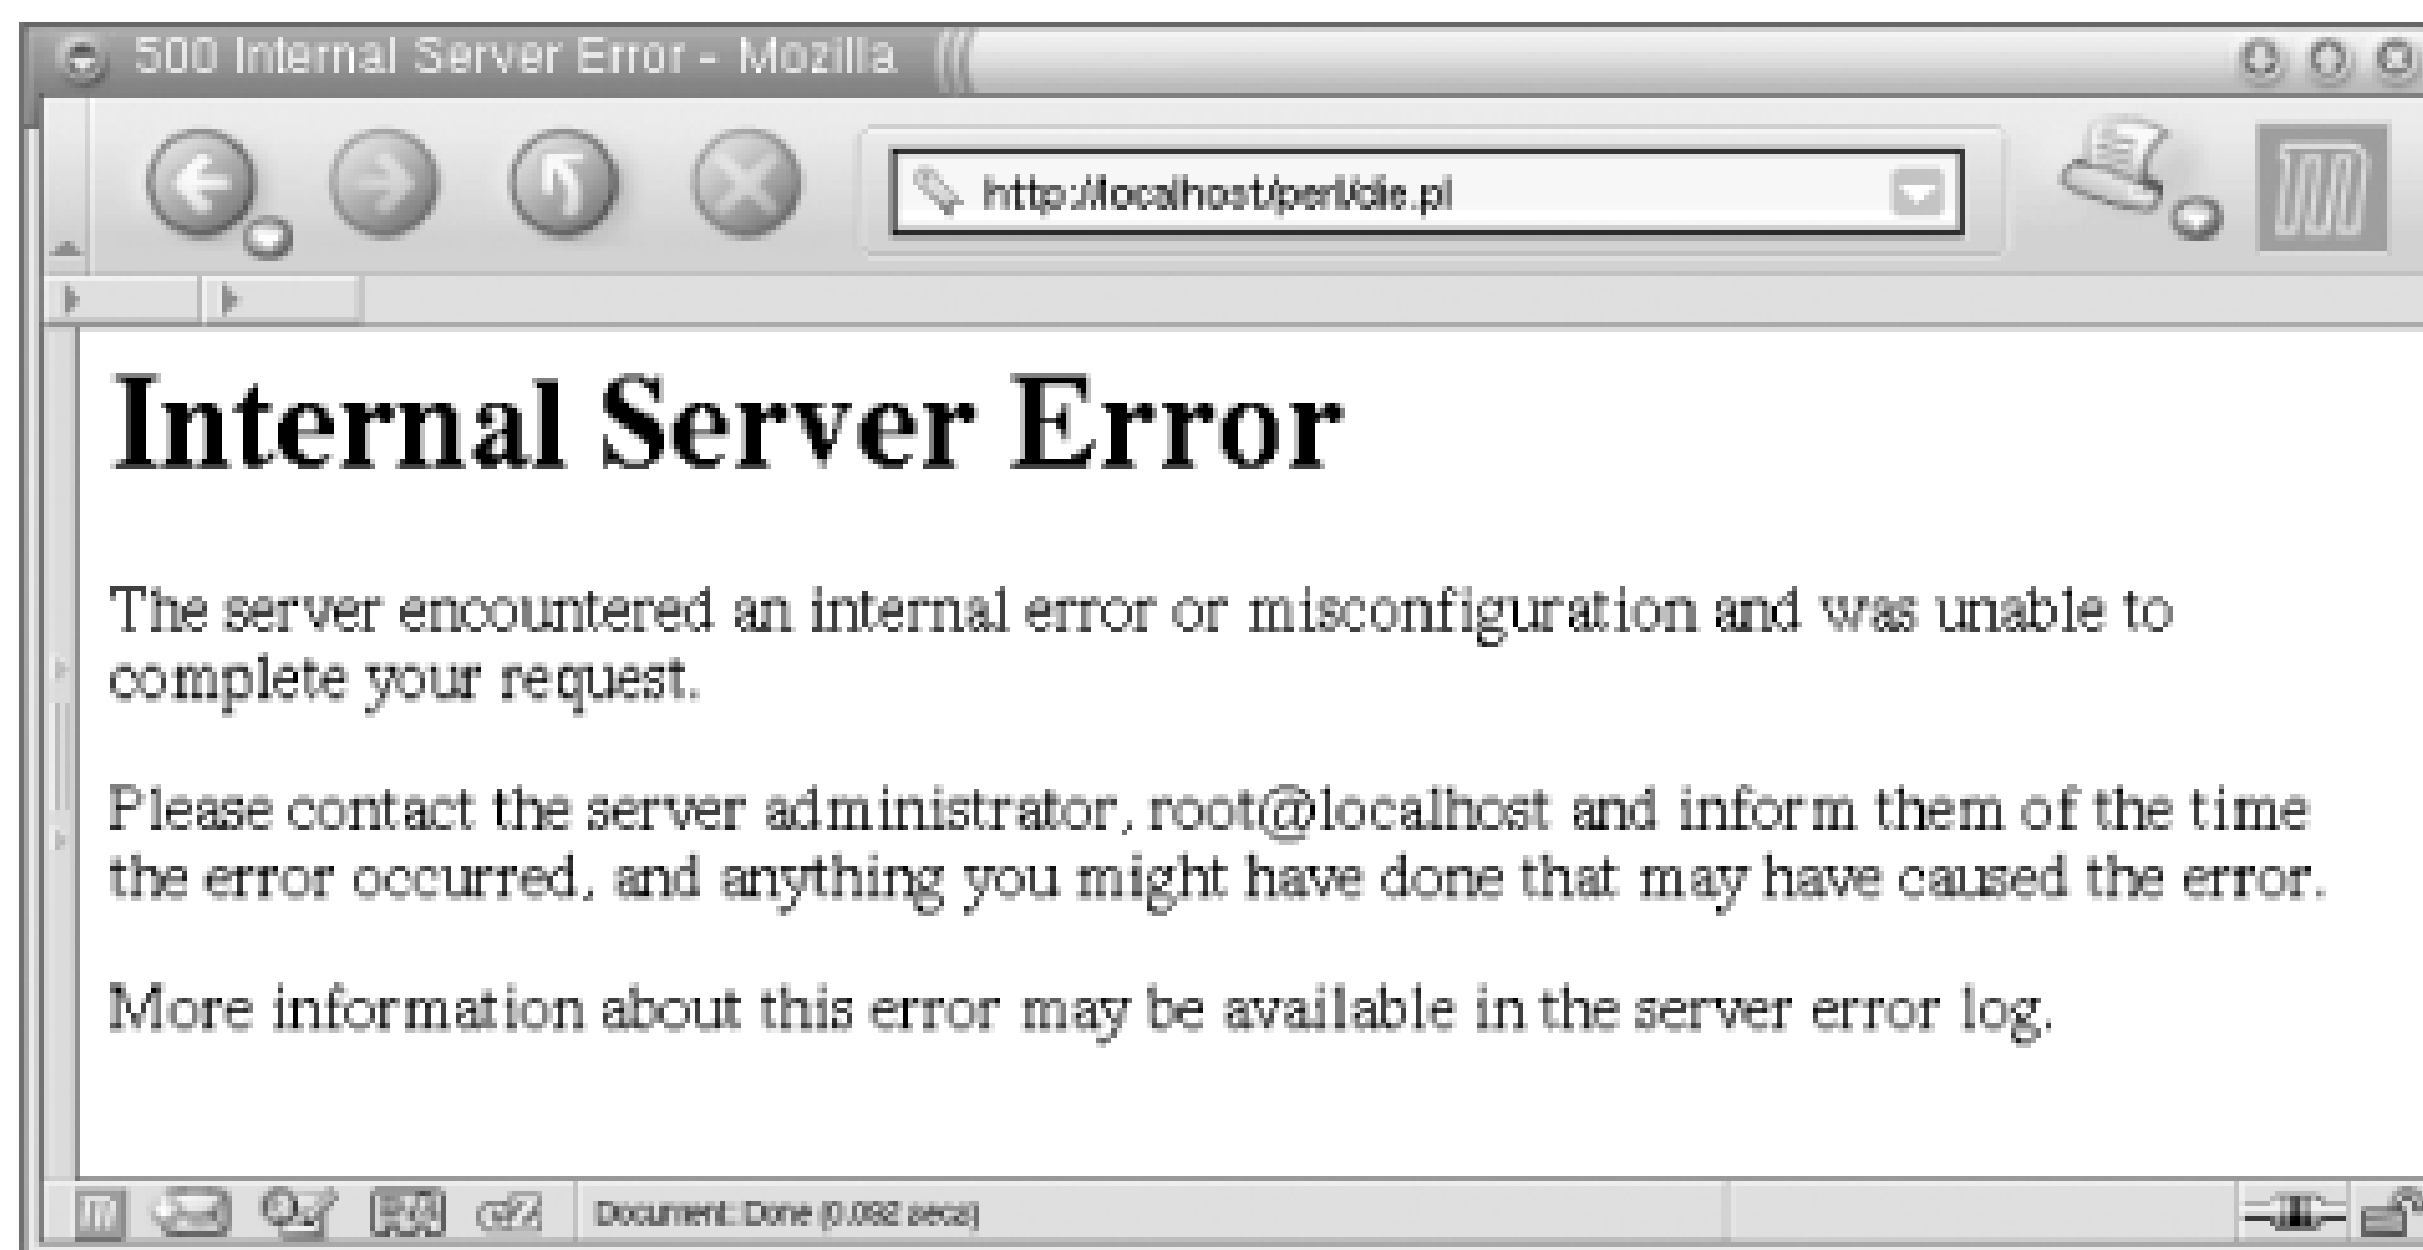 500 Internal Server Error - Mozilla
http://localhost/perl/die.pl
Internal Server Error
The server encountered an internal error or misconfiguration and was unable to
complete your request.
Please contact the server administrator, root@localhost and inform them of the time
the error occurred, and anything you might have done that may have caused the error.
More information about this error may be available in the server error log.
Document: Done (0.092 secs)